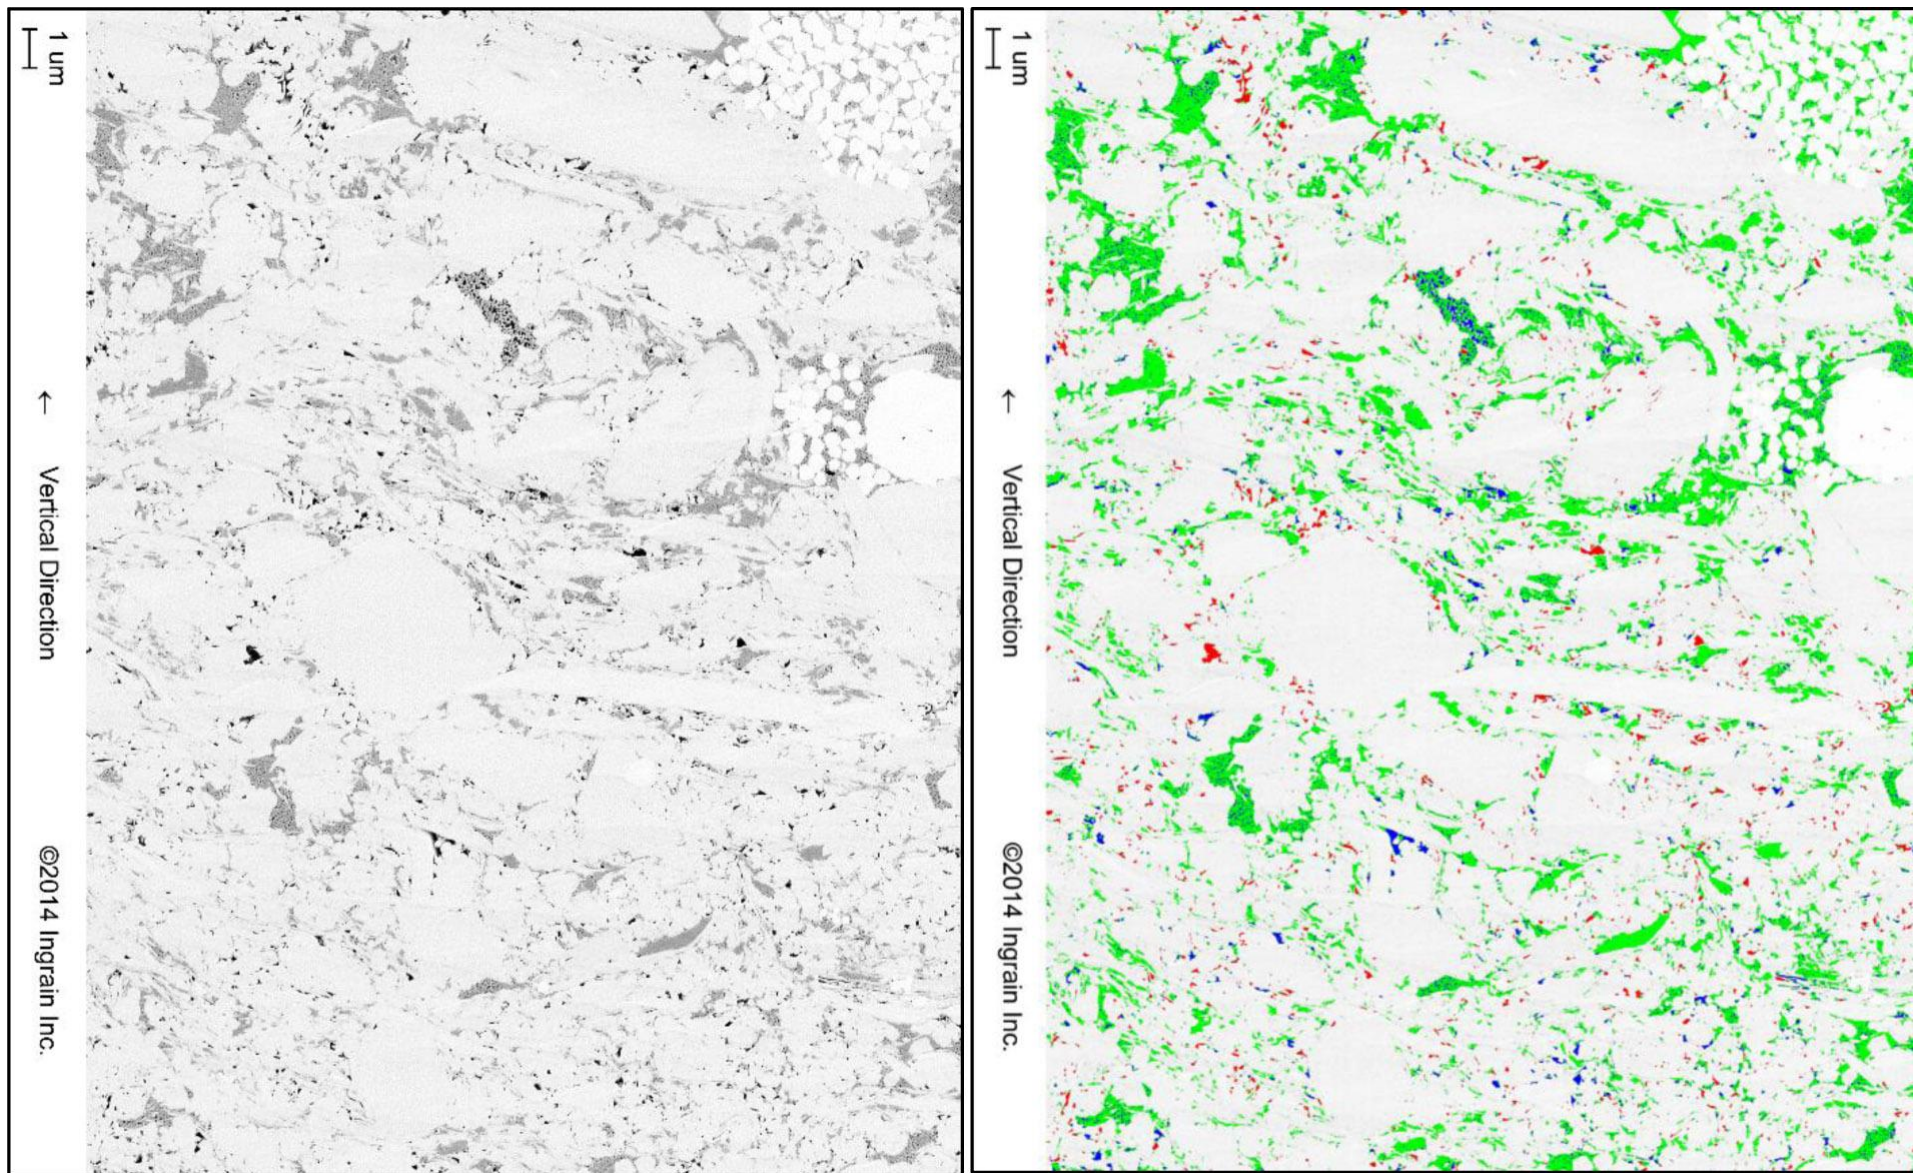 1 um
← Vertical Direction
©2014 Ingrain Inc.
1 um
← Vertical Direction
©2014 Ingrain Inc.